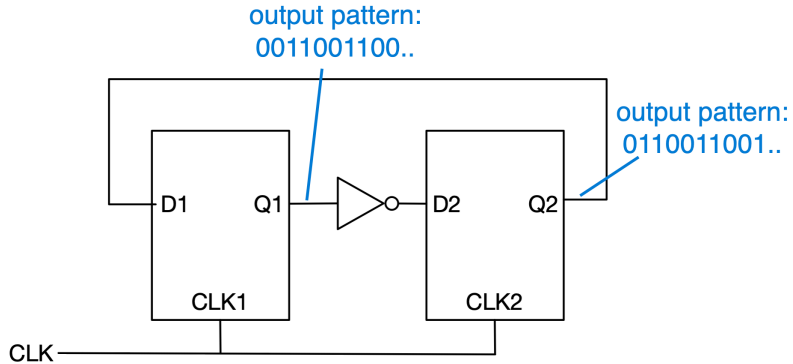 output pattern:
0011001100..
output pattern:
0110011001..
D1
Q1
D2
Q2
CLK1
CLK2
CLK